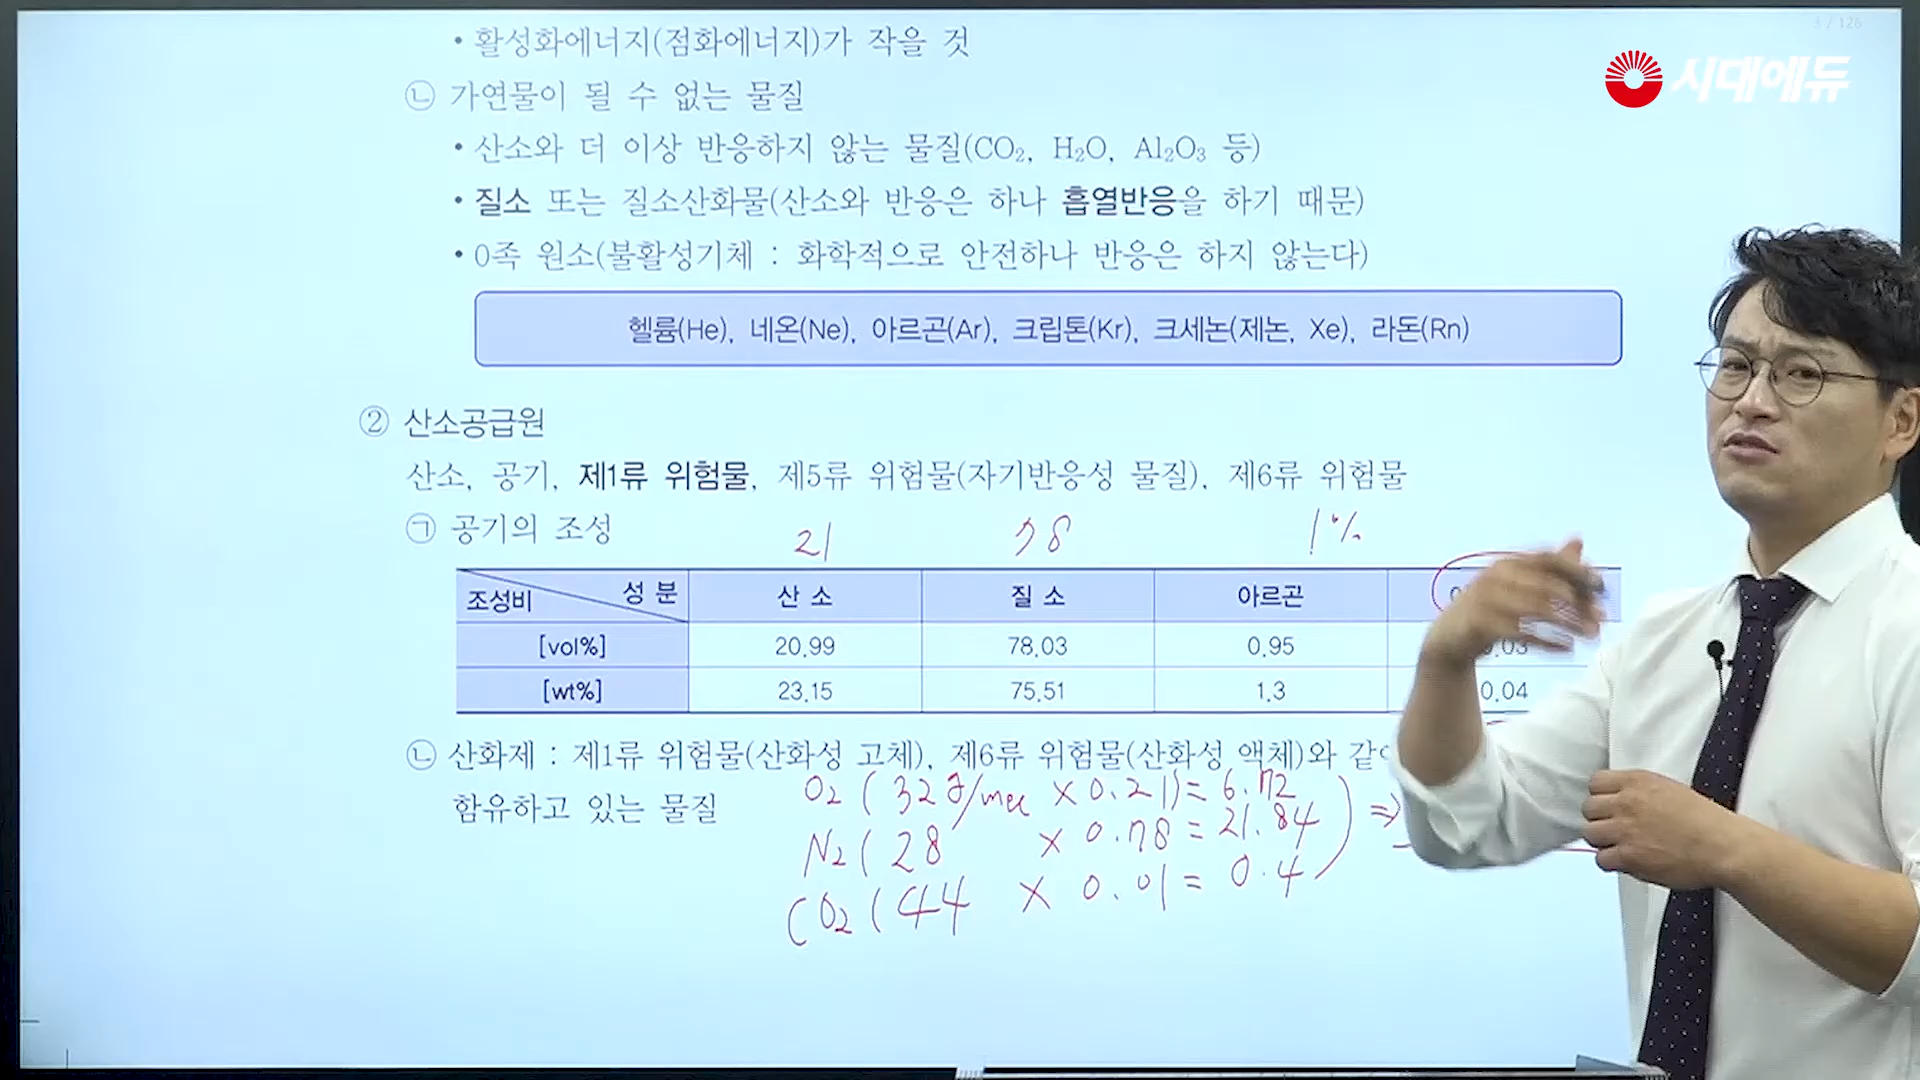 3 / 126
시대에듀
• 활성화에너지(점화에너지)가 작을 것
㉡ 가연물이 될 수 없는 물질
• 산소와 더 이상 반응하지 않는 물질(CO₂, H₂O, Al₂O₃ 등)
• 질소 또는 질소산화물(산소와 반응은 하나 흡열반응을 하기 때문)
• 0족 원소(불활성기체 : 화학적으로 안전하나 반응은 하지 않는다)
헬륨(He), 네온(Ne), 아르곤(Ar), 크립톤(Kr), 크세논(제논, Xe), 라돈(Rn)
② 산소공급원
산소, 공기, 제1류 위험물, 제5류 위험물(자기반응성 물질), 제6류 위험물
㉠ 공기의 조성
21 78 1%
조성비 성 분 산 소 질 소 아르곤
[vol%] 20.99 78.03 0.95 0.03
[wt%] 23.15 75.51 1.3 0.04
㉡ 산화제 : 제1류 위험물(산화성 고체), 제6류 위험물(산화성 액체)와 같이
함유하고 있는 물질
O₂ ( 32g/mol × 0.21) = 6.72
N₂ ( 28 × 0.78 = 21.84 ) ⇒
CO₂ ( 44 × 0.01 = 0.4